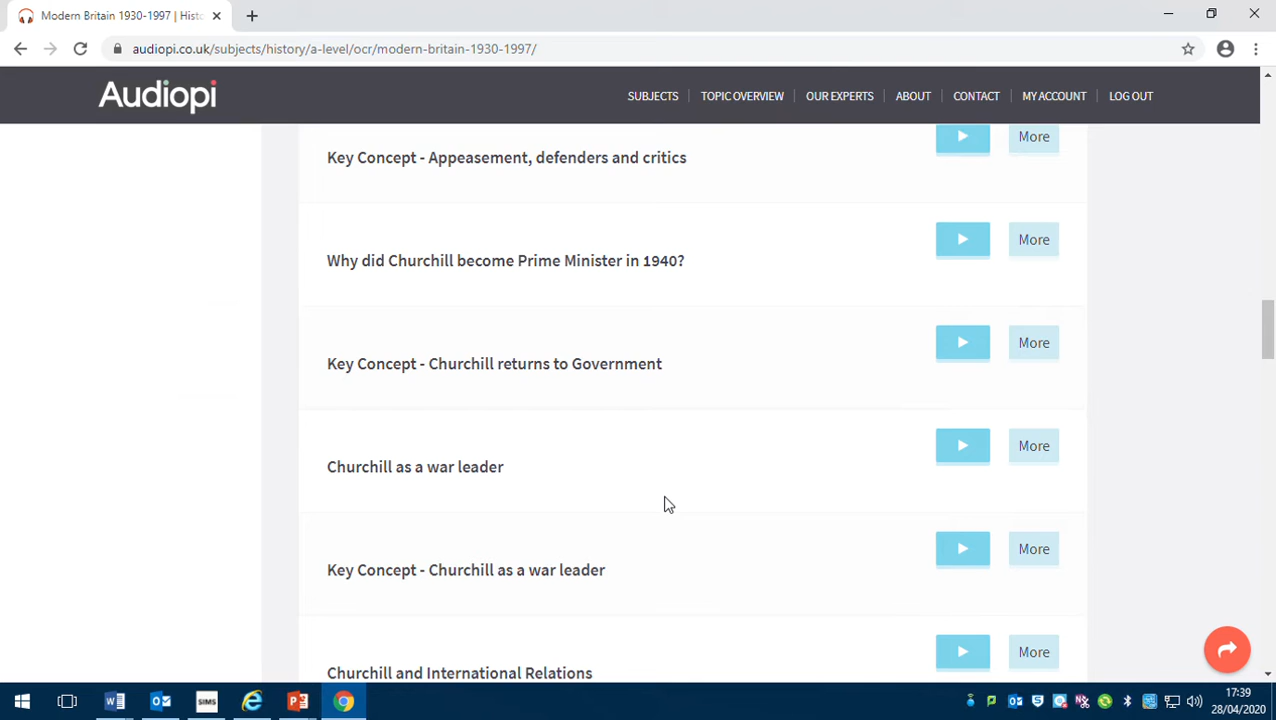 Modern Britain 1930-1997 | Histo
audiopi.co.uk/subjects/history/a-level/ocr/modern-britain-1930-1997/
Audiopi
SUBJECTS
TOPIC OVERVIEW
OUR EXPERTS
ABOUT
CONTACT
MY ACCOUNT
LOG OUT
Key Concept - Appeasement, defenders and critics
More
Why did Churchill become Prime Minister in 1940?
More
Key Concept - Churchill returns to Government
More
Churchill as a war leader
More
Key Concept - Churchill as a war leader
More
Churchill and International Relations
More
SIMS
17:39
28/04/2020